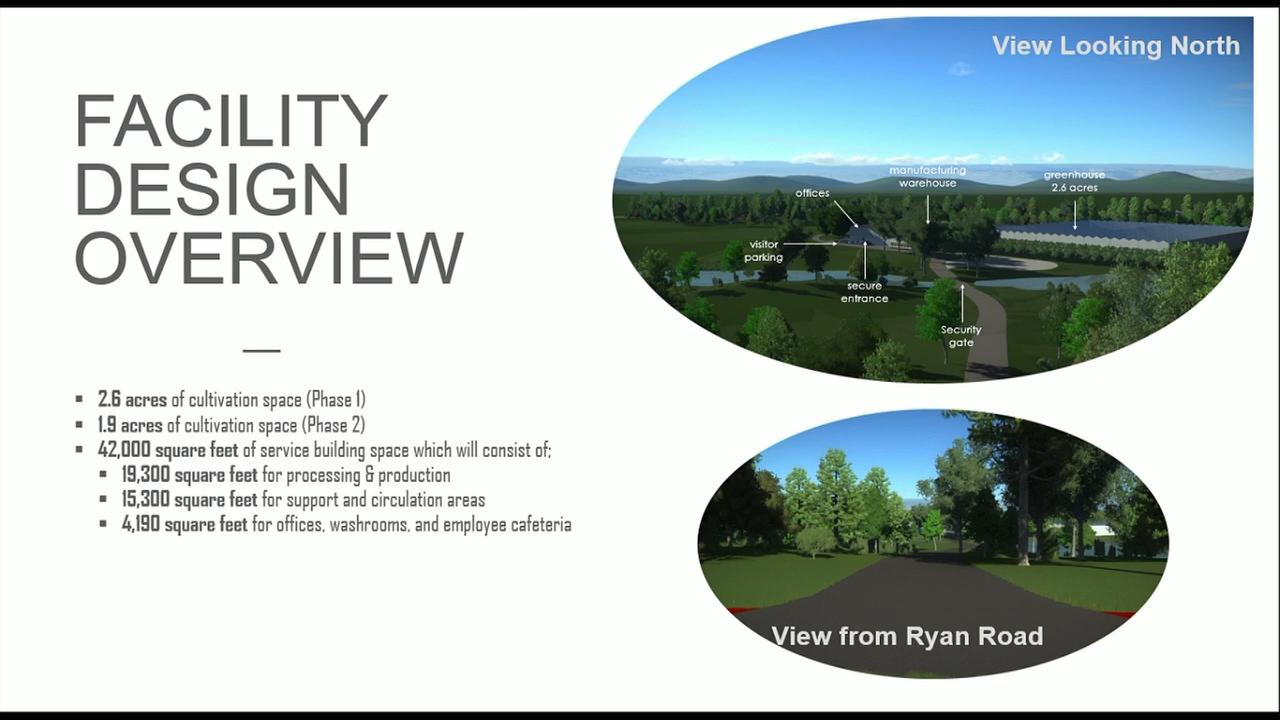 FACILITY
DESIGN
OVERVIEW
▪ 2.6 acres of cultivation space (Phase 1)
▪ 1.9 acres of cultivation space (Phase 2)
▪ 42,000 square feet of service building space which will consist of;
▪ 19,300 square feet for processing & production
▪ 15,300 square feet for support and circulation areas
▪ 4,190 square feet for offices, washrooms, and employee cafeteria
View Looking North
manufacturing
warehouse
greenhouse
2.6 acres
offices
visitor
parking
secure
entrance
Security
gate
View from Ryan Road